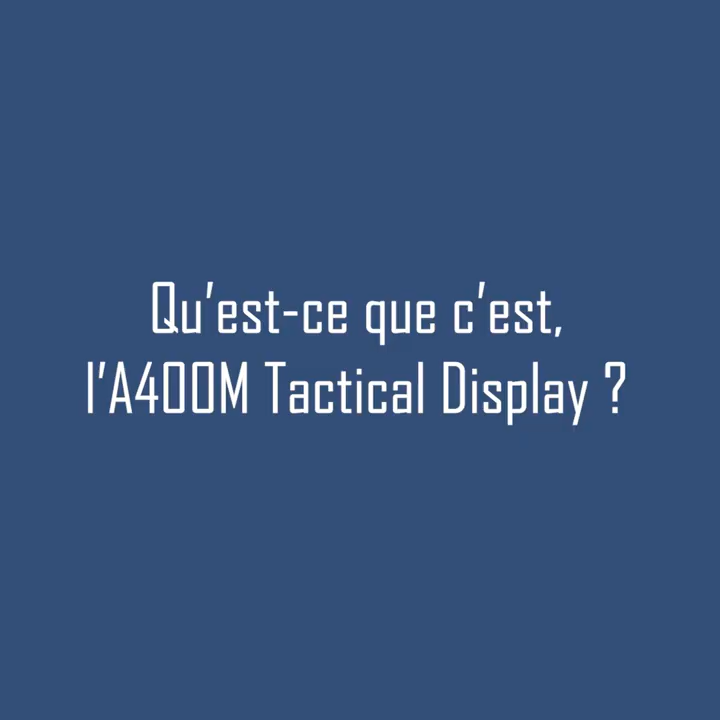 Qu’est-ce que c’est,
l’A400M Tactical Display ?